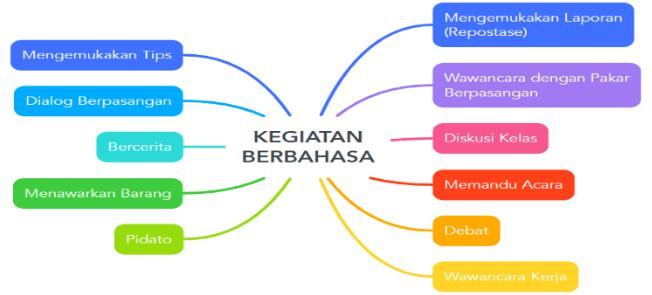 KEGIATAN
BERBAHASA
Mengemukakan Tips
Dialog Berpasangan
Bercerita
Menawarkan Barang
Pidato
Mengemukakan Laporan
(Repostase)
Wawancara dengan Pakar
Berpasangan
Diskusi Kelas
Memandu Acara
Debat
Wawancara Kerja